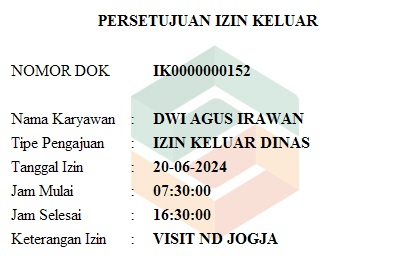 PERSETUJUAN IZIN KELUAR
NOMOR DOK IK0000000152
Nama Karyawan : DWI AGUS IRAWAN
Tipe Pengajuan : IZIN KELUAR DINAS
Tanggal Izin : 20-06-2024
Jam Mulai : 07:30:00
Jam Selesai : 16:30:00
Keterangan Izin : VISIT ND JOGJA